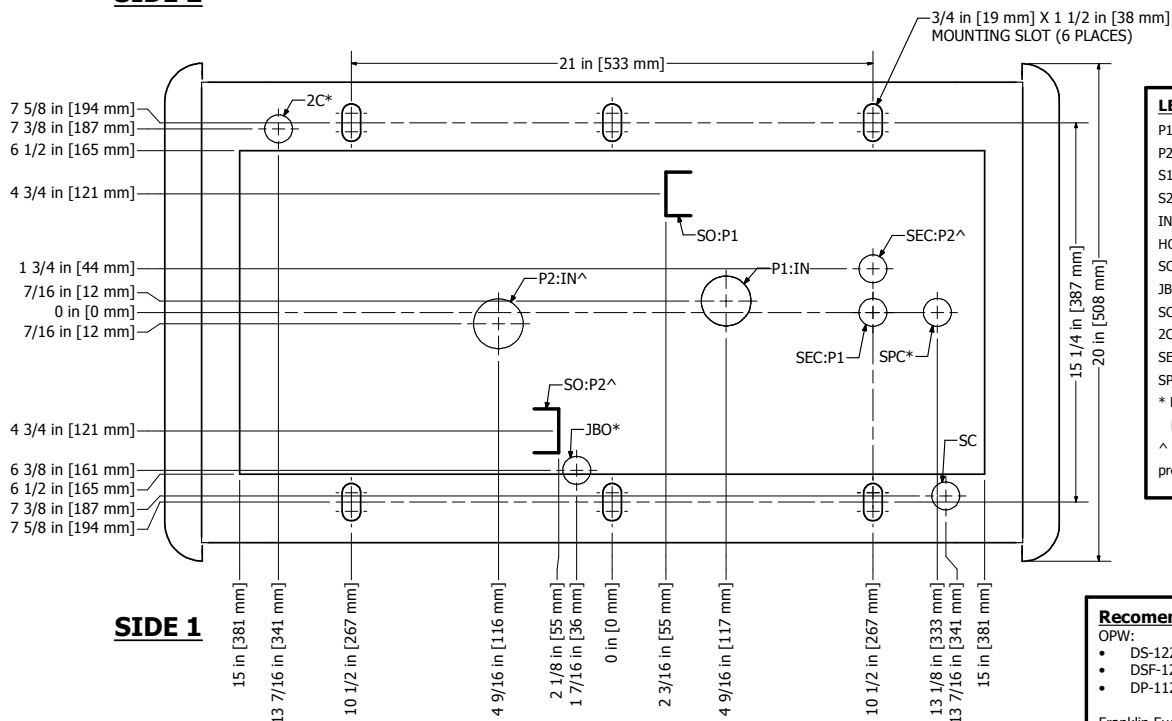 3/4 in [19 mm] X 1 1/2 in [38 mm]
MOUNTING SLOT (6 PLACES)
21 in [533 mm]
7 5/8 in [194 mm]
7 3/8 in [187 mm]
6 1/2 in [165 mm]
4 3/4 in [121 mm]
1 3/4 in [44 mm]
7/16 in [12 mm]
0 in [0 mm]
7/16 in [12 mm]
4 3/4 in [121 mm]
6 3/8 in [161 mm]
6 1/2 in [165 mm]
7 3/8 in [187 mm]
7 5/8 in [194 mm]
2C*
SO:P1
SEC:P2^
P2:IN^
P1:IN
SEC:P1
SPC*
SO:P2^
JBO*
SC
15 1/4 in [387 mm]
20 in [508 mm]
SIDE 1
15 in [381 mm]
13 7/16 in [341 mm]
10 1/2 in [267 mm]
4 9/16 in [116 mm]
2 1/8 in [55 mm]
1 7/16 in [36 mm]
0 in [0 mm]
2 3/16 in [55 mm]
4 9/16 in [117 mm]
10 1/2 in [267 mm]
13 1/8 in [333 mm]
13 7/16 in [341 mm]
15 in [381 mm]
P1
P2
S1
S2
IN
JB
2C
*
^
OPW:
• DS-122
• DSF-12
• DP-112